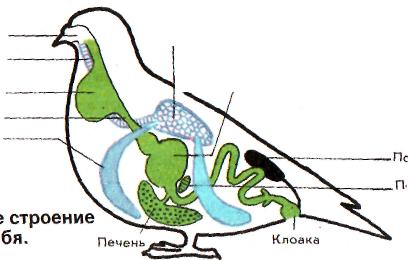 По
П
е строение
бя.
Печень
Клоака